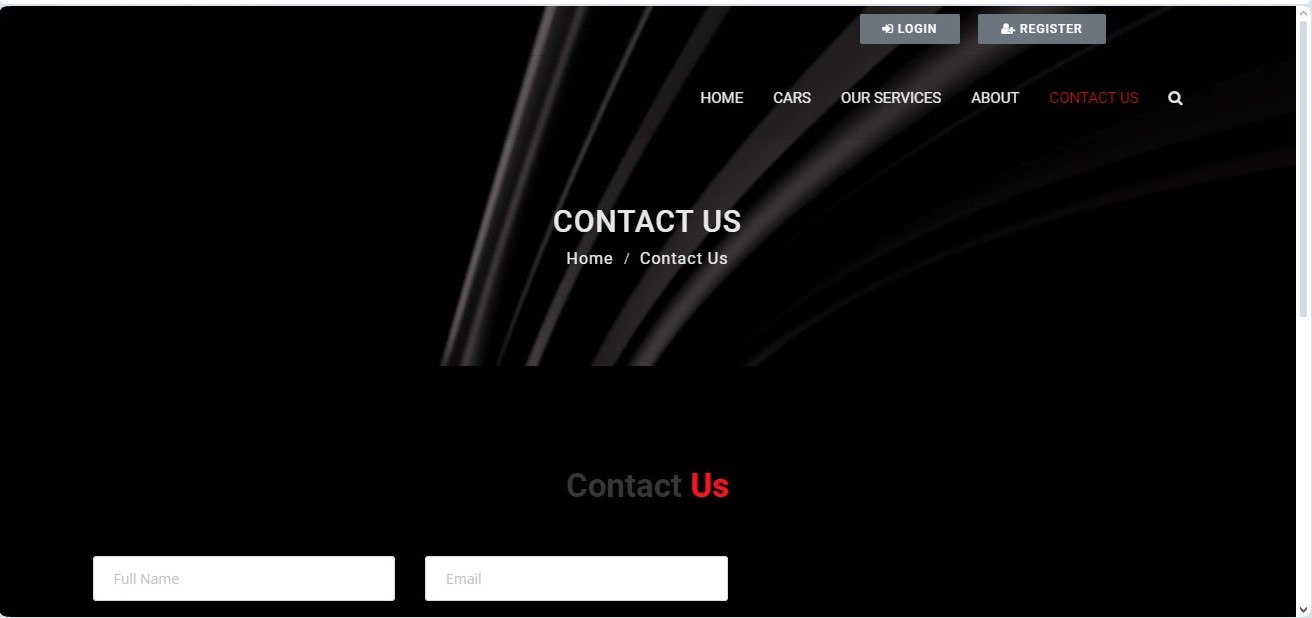 LOGIN REGISTER
HOME CARS OUR SERVICES ABOUT CONTACT US
CONTACT US
Home / Contact Us
Contact Us
Full Name Email